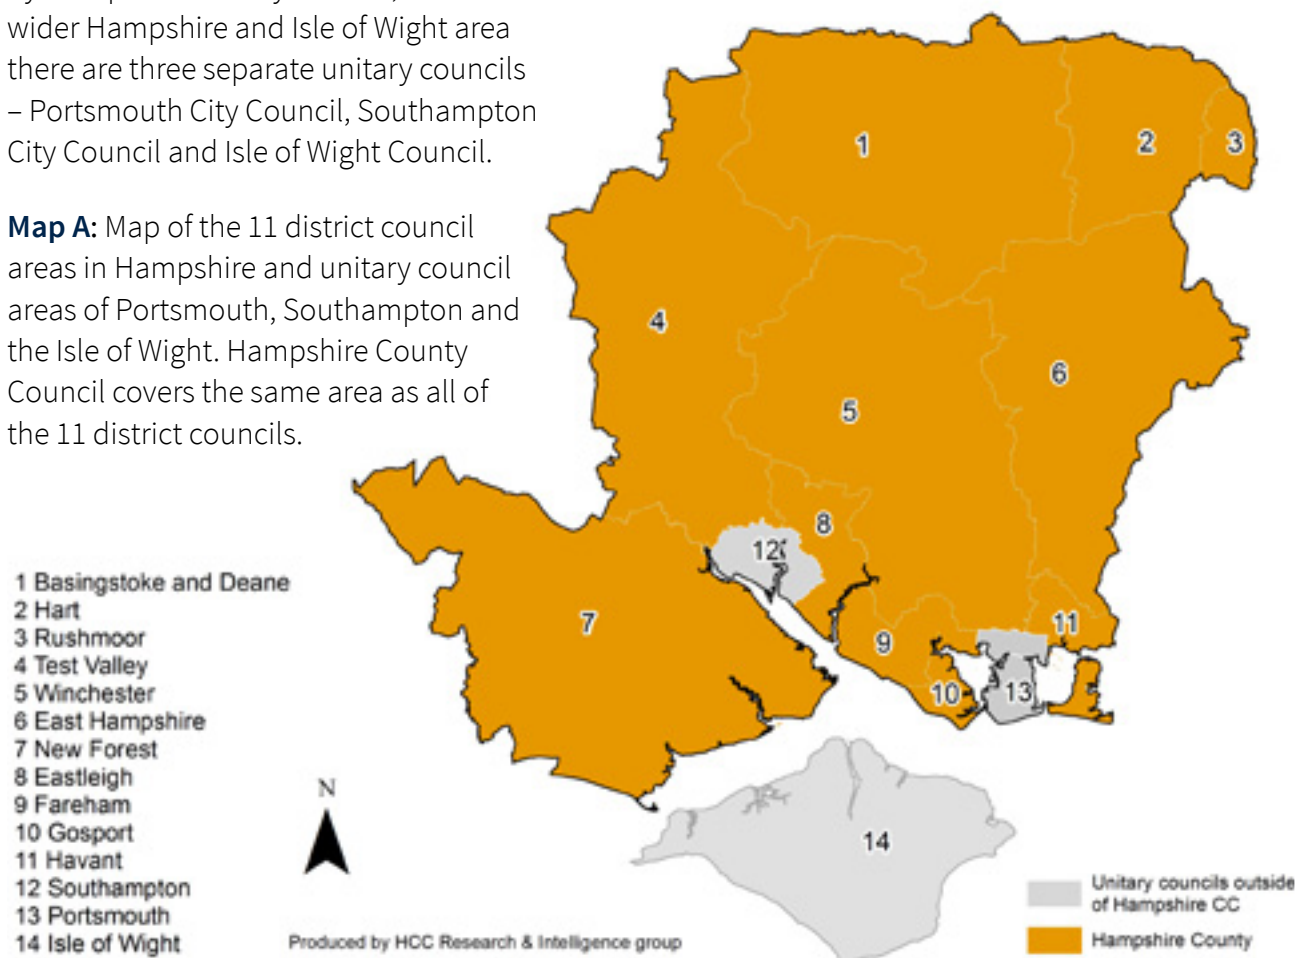 wider Hampshire and Isle of Wight area
there are three separate unitary councils
– Portsmouth City Council, Southampton
City Council and Isle of Wight Council.
Map A: Map of the 11 district council
areas in Hampshire and unitary council
areas of Portsmouth, Southampton and
the Isle of Wight. Hampshire County
Council covers the same area as all of
the 11 district councils.
1
2
3
4
5
6
7
8
9
10
11
12
13
14
1 Basingstoke and Deane
2 Hart
3 Rushmoor
4 Test Valley
5 Winchester
6 East Hampshire
7 New Forest
8 Eastleigh
9 Fareham
10 Gosport
11 Havant
12 Southampton
13 Portsmouth
14 Isle of Wight
N
Produced by HCC Research & Intelligence group
Unitary councils outside
of Hampshire CC
Hampshire County